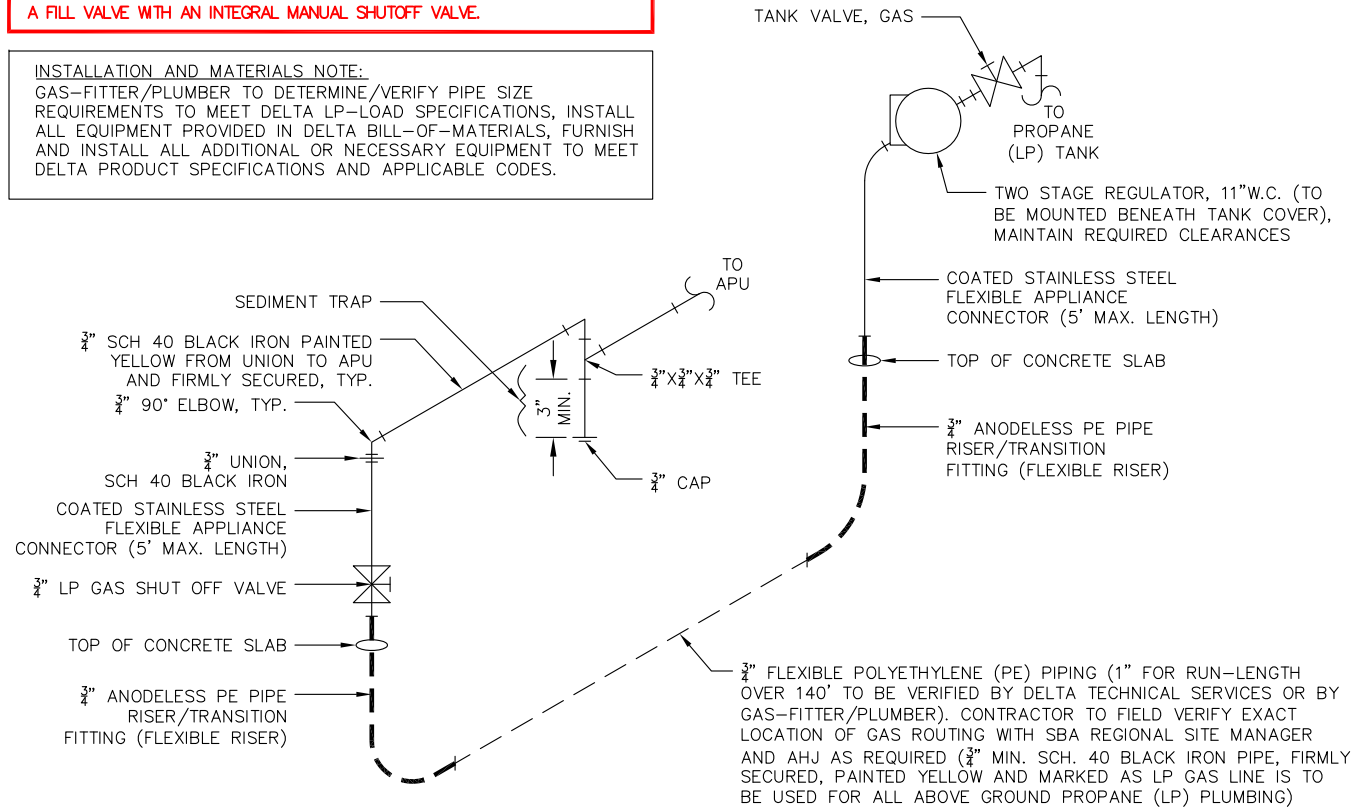 A FILL VALVE WITH AN INTEGRAL MANUAL SHUTOFF VALVE.
INSTALLATION AND MATERIALS NOTE:
GAS-FITTER/PLUMBER TO DETERMINE/VERIFY PIPE SIZE
REQUIREMENTS TO MEET DELTA LP-LOAD SPECIFICATIONS, INSTALL
ALL EQUIPMENT PROVIDED IN DELTA BILL-OF-MATERIALS, FURNISH
AND INSTALL ALL ADDITIONAL OR NECESSARY EQUIPMENT TO MEET
DELTA PRODUCT SPECIFICATIONS AND APPLICABLE CODES.
TANK VALVE, GAS
TO
PROPANE
(LP) TANK
TWO STAGE REGULATOR, 11"W.C. (TO
BE MOUNTED BENEATH TANK COVER),
MAINTAIN REQUIRED CLEARANCES
COATED STAINLESS STEEL
FLEXIBLE APPLIANCE
CONNECTOR (5' MAX. LENGTH)
TOP OF CONCRETE SLAB
3/4" ANODELESS PE PIPE
RISER/TRANSITION
FITTING (FLEXIBLE RISER)
TO
APU
SEDIMENT TRAP
3/4" SCH 40 BLACK IRON PAINTED
YELLOW FROM UNION TO APU
AND FIRMLY SECURED, TYP.
3/4" 90° ELBOW, TYP.
3" MIN.
3/4"X3/4"X3/4" TEE
3/4" CAP
3/4" UNION,
SCH 40 BLACK IRON
COATED STAINLESS STEEL
FLEXIBLE APPLIANCE
CONNECTOR (5' MAX. LENGTH)
3/4" LP GAS SHUT OFF VALVE
TOP OF CONCRETE SLAB
3/4" ANODELESS PE PIPE
RISER/TRANSITION
FITTING (FLEXIBLE RISER)
3/4" FLEXIBLE POLYETHYLENE (PE) PIPING (1" FOR RUN-LENGTH
OVER 140' TO BE VERIFIED BY DELTA TECHNICAL SERVICES OR BY
GAS-FITTER/PLUMBER). CONTRACTOR TO FIELD VERIFY EXACT
LOCATION OF GAS ROUTING WITH SBA REGIONAL SITE MANAGER
AND AHJ AS REQUIRED (3/4" MIN. SCH. 40 BLACK IRON PIPE, FIRMLY
SECURED, PAINTED YELLOW AND MARKED AS LP GAS LINE IS TO
BE USED FOR ALL ABOVE GROUND PROPANE (LP) PLUMBING)